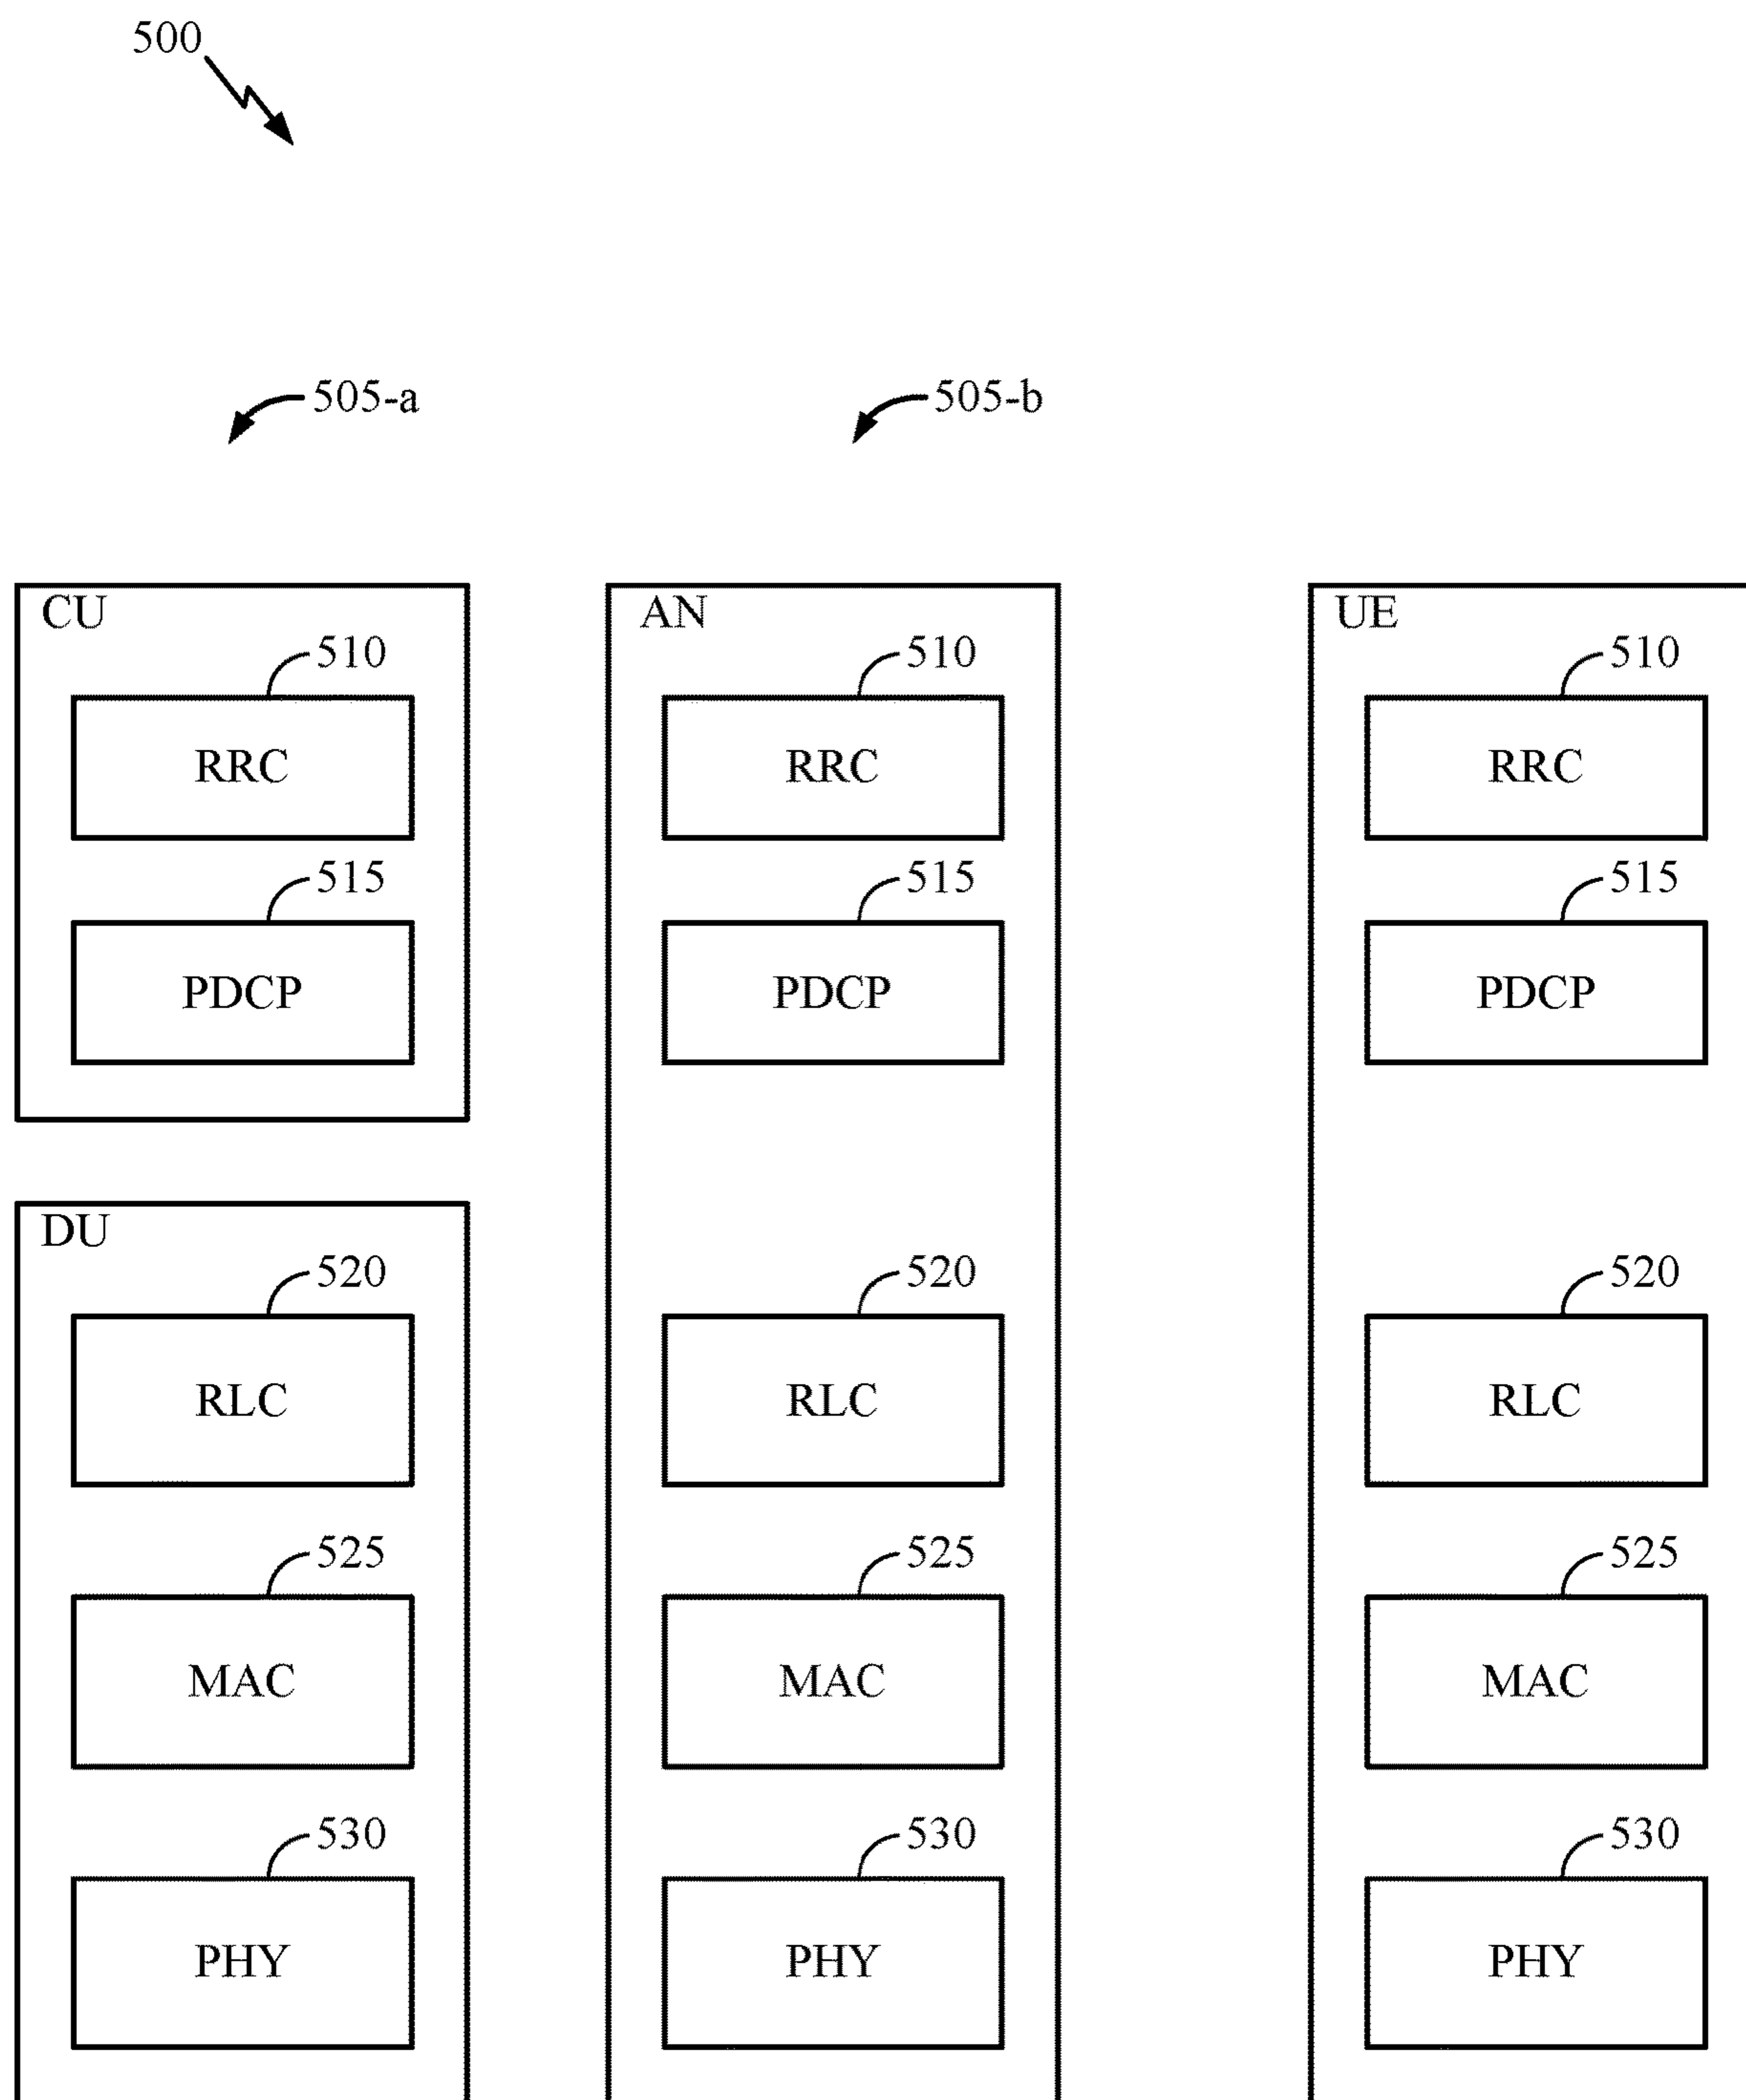 500
505-a 505-b
CU AN UE
510 510 510
RRC RRC RRC
515 515 515
PDCP PDCP PDCP
DU
520 520 520
RLC RLC RLC
525 525 525
MAC MAC MAC
530 530 530
PHY PHY PHY